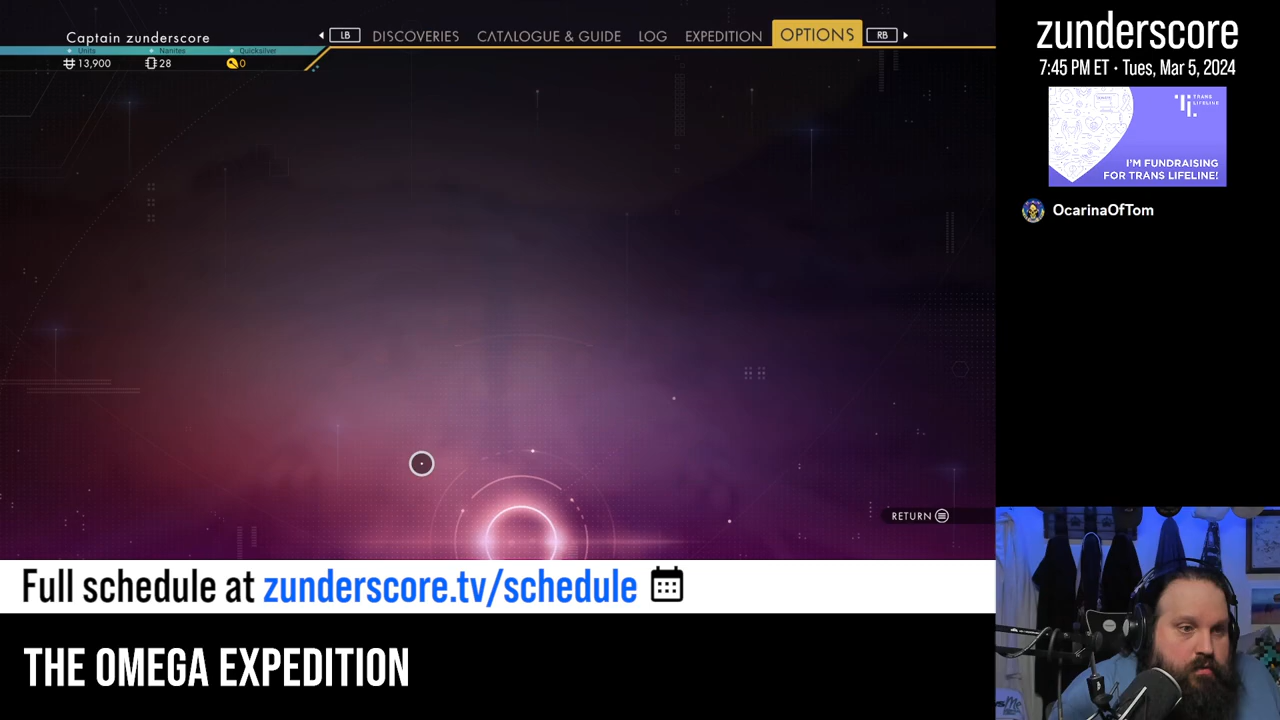 Captain zunderscore
Units
Nanites
Quicksilver
13,900
28
0
LB
DISCOVERIES
CATALOGUE & GUIDE
LOG
EXPEDITION
OPTIONS
RB
RETURN
zunderscore
7:45 PM ET · Tues, Mar 5, 2024
TRANS
LIFELINE
I'M FUNDRAISING
FOR TRANS LIFELINE!
OcarinaOfTom
Full schedule at zunderscore.tv/schedule
THE OMEGA EXPEDITION